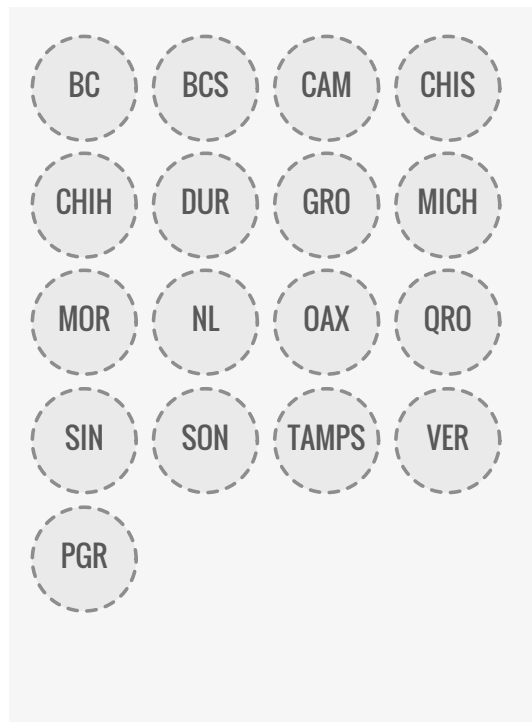 BC BCS CAM CHIS
CHIH DUR GRO MICH
MOR NL OAX QRO
SIN SON TAMPS VER
PGR